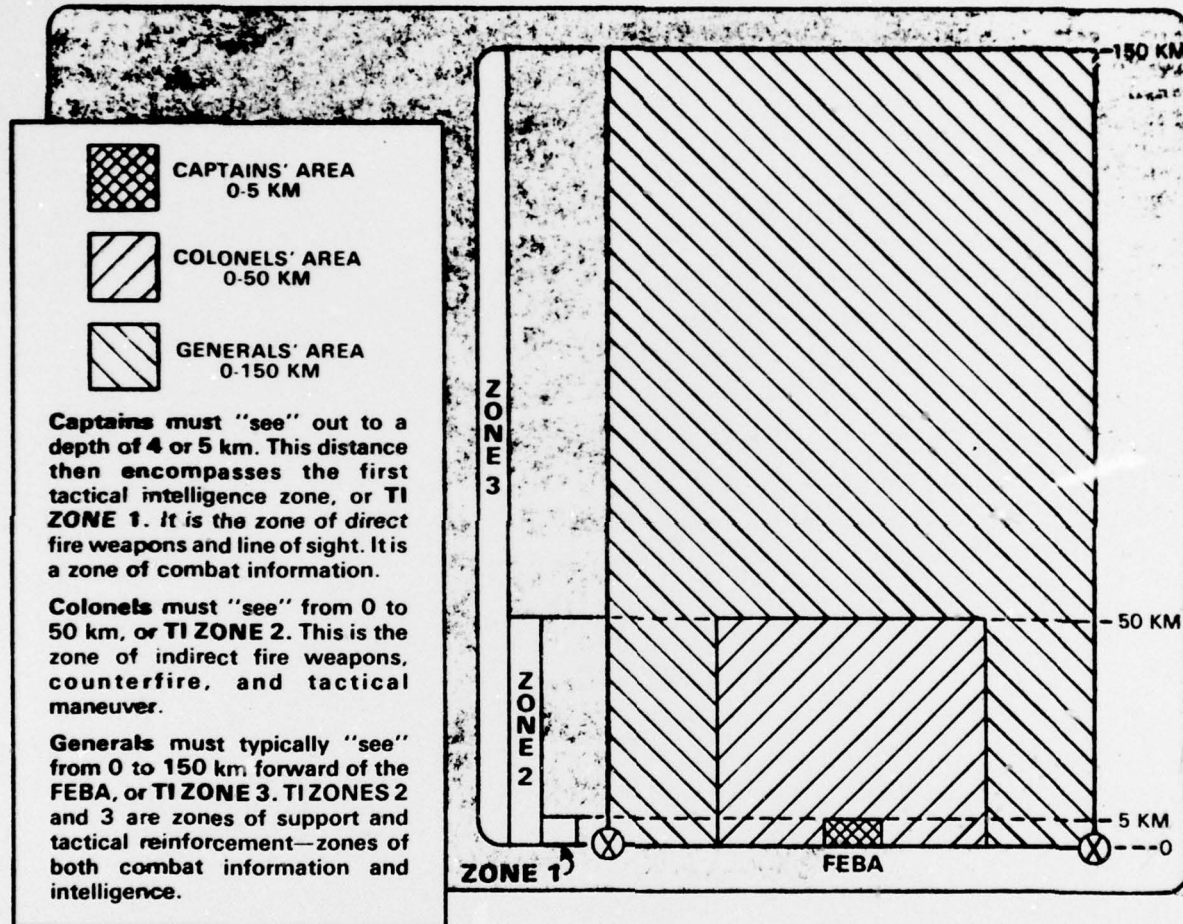 CAPTAINS' AREA
0-5 KM
COLONELS' AREA
0-50 KM
GENERALS' AREA
0-150 KM
Captains must "see" out to a
depth of 4 or 5 km. This distance
then encompasses the first
tactical intelligence zone, or TI
ZONE 1. It is the zone of direct
fire weapons and line of sight. It is
a zone of combat information.
Colonels must "see" from 0 to
50 km, or TI ZONE 2. This is the
zone of indirect fire weapons,
counterfire, and tactical
maneuver.
Generals must typically "see"
from 0 to 150 km forward of the
FEBA, or TI ZONE 3. TI ZONES 2
and 3 are zones of support and
tactical reinforcement—zones of
both combat information and
intelligence.
ZONE 3
ZONE 2
ZONE 1
150 KM
50 KM
5 KM
0
FEBA